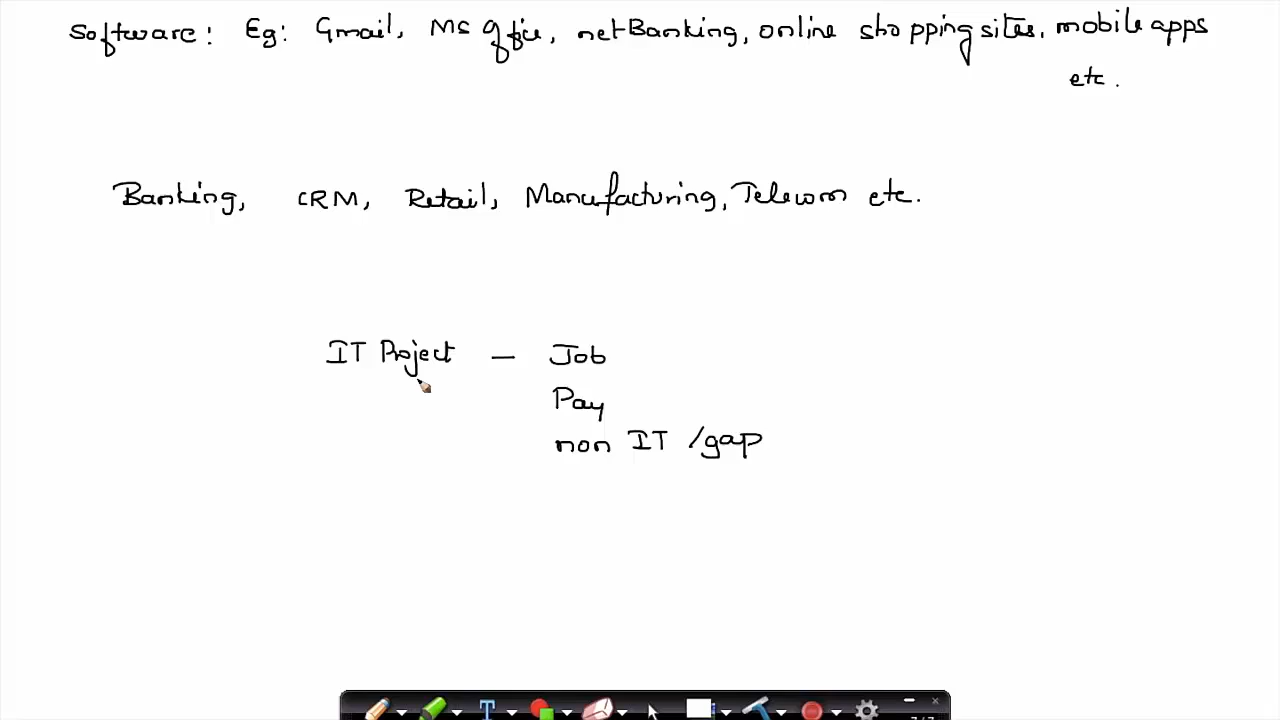 Software: Eg: Gmail, MS Office, netBanking, online shopping sites, mobile apps
etc.
Banking, CRM, Retail, Manufacturing, Telecom etc.
IT Project — Job
Pay
non IT /gap